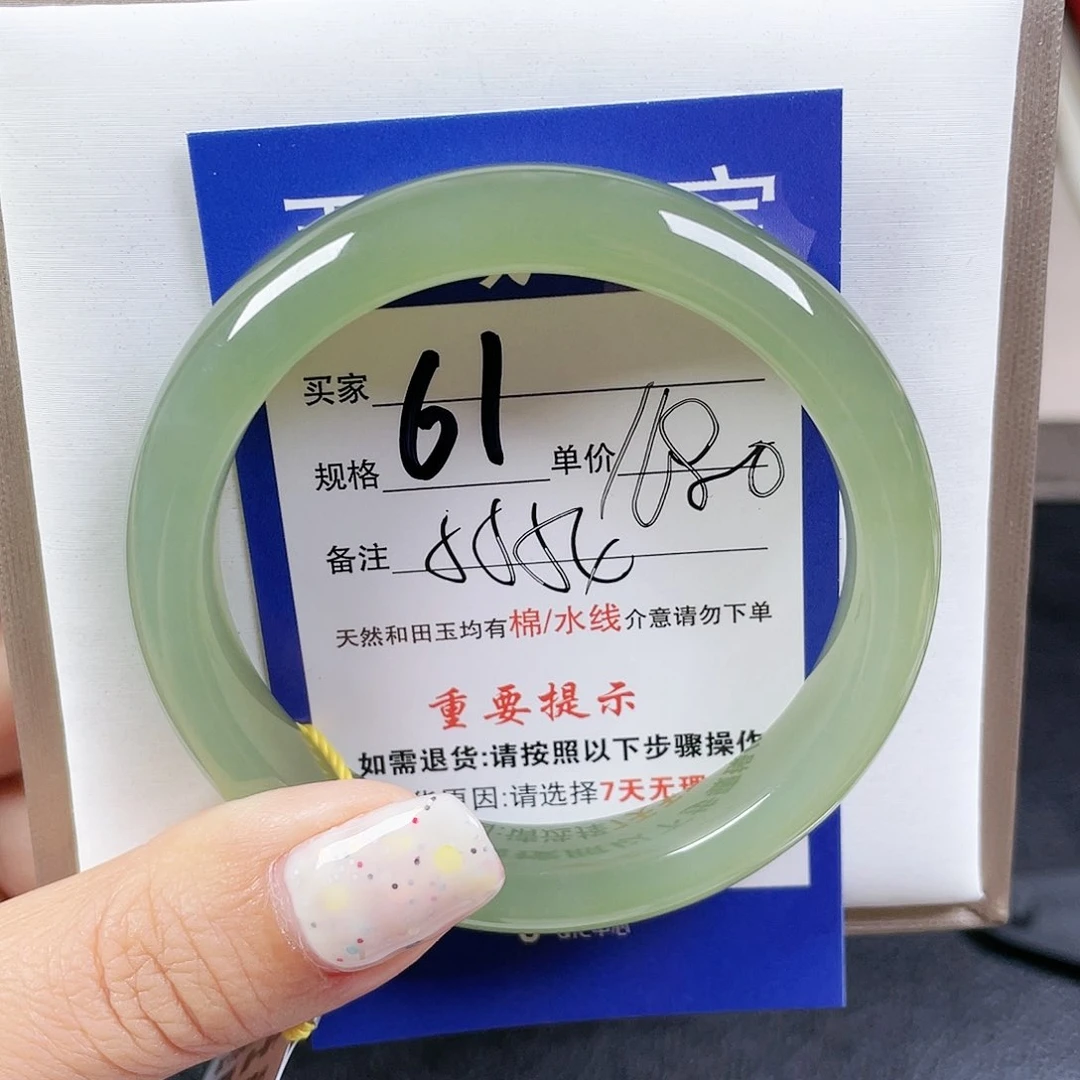 买家
规格 61 单价 1680
备注
天然和田玉均有棉/水线介意请勿下单
重要提示
如需退货:请按照以下步骤操作
原因:请选择7天无理